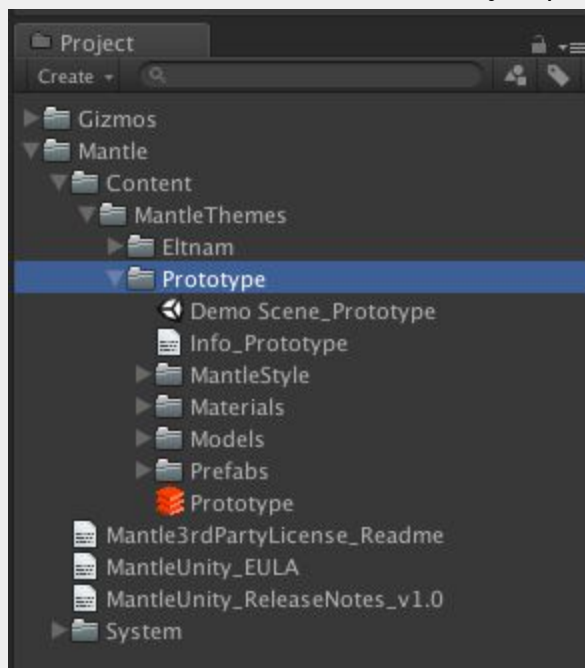 Project
Create
Gizmos
Mantle
Content
MantleThemes
Eltnam
Prototype
Demo Scene_Prototype
Info_Prototype
MantleStyle
Materials
Models
Prefabs
Prototype
Mantle3rdPartyLicense_Readme
MantleUnity_EULA
MantleUnity_ReleaseNotes_v1.0
System